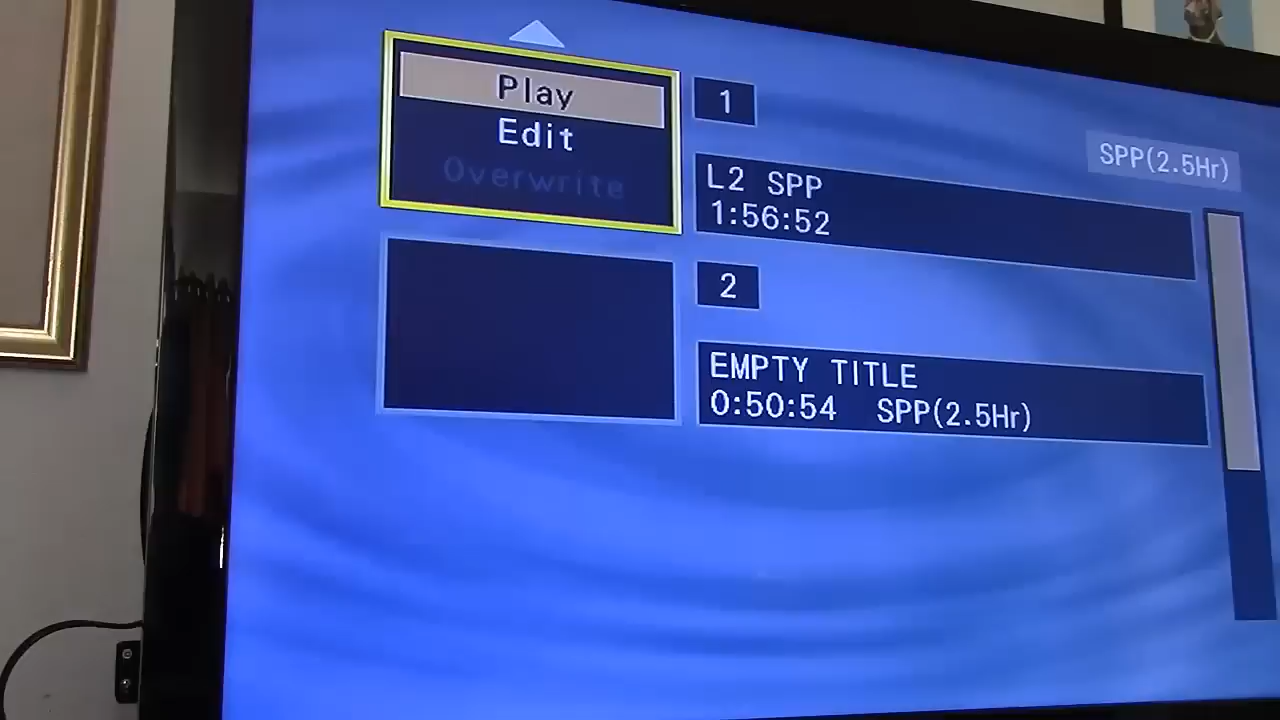 Play
Edit
Overwrite
1
SPP(2.5Hr)
L2 SPP
1:56:52
2
EMPTY TITLE
0:50:54 SPP(2.5Hr)